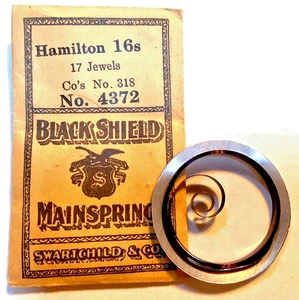 Hamilton 16s
17 Jewels
Co's No. 318
No. 4372
BLACK SHIELD
S
MAINSPRING
SWARTCHILD & CO.